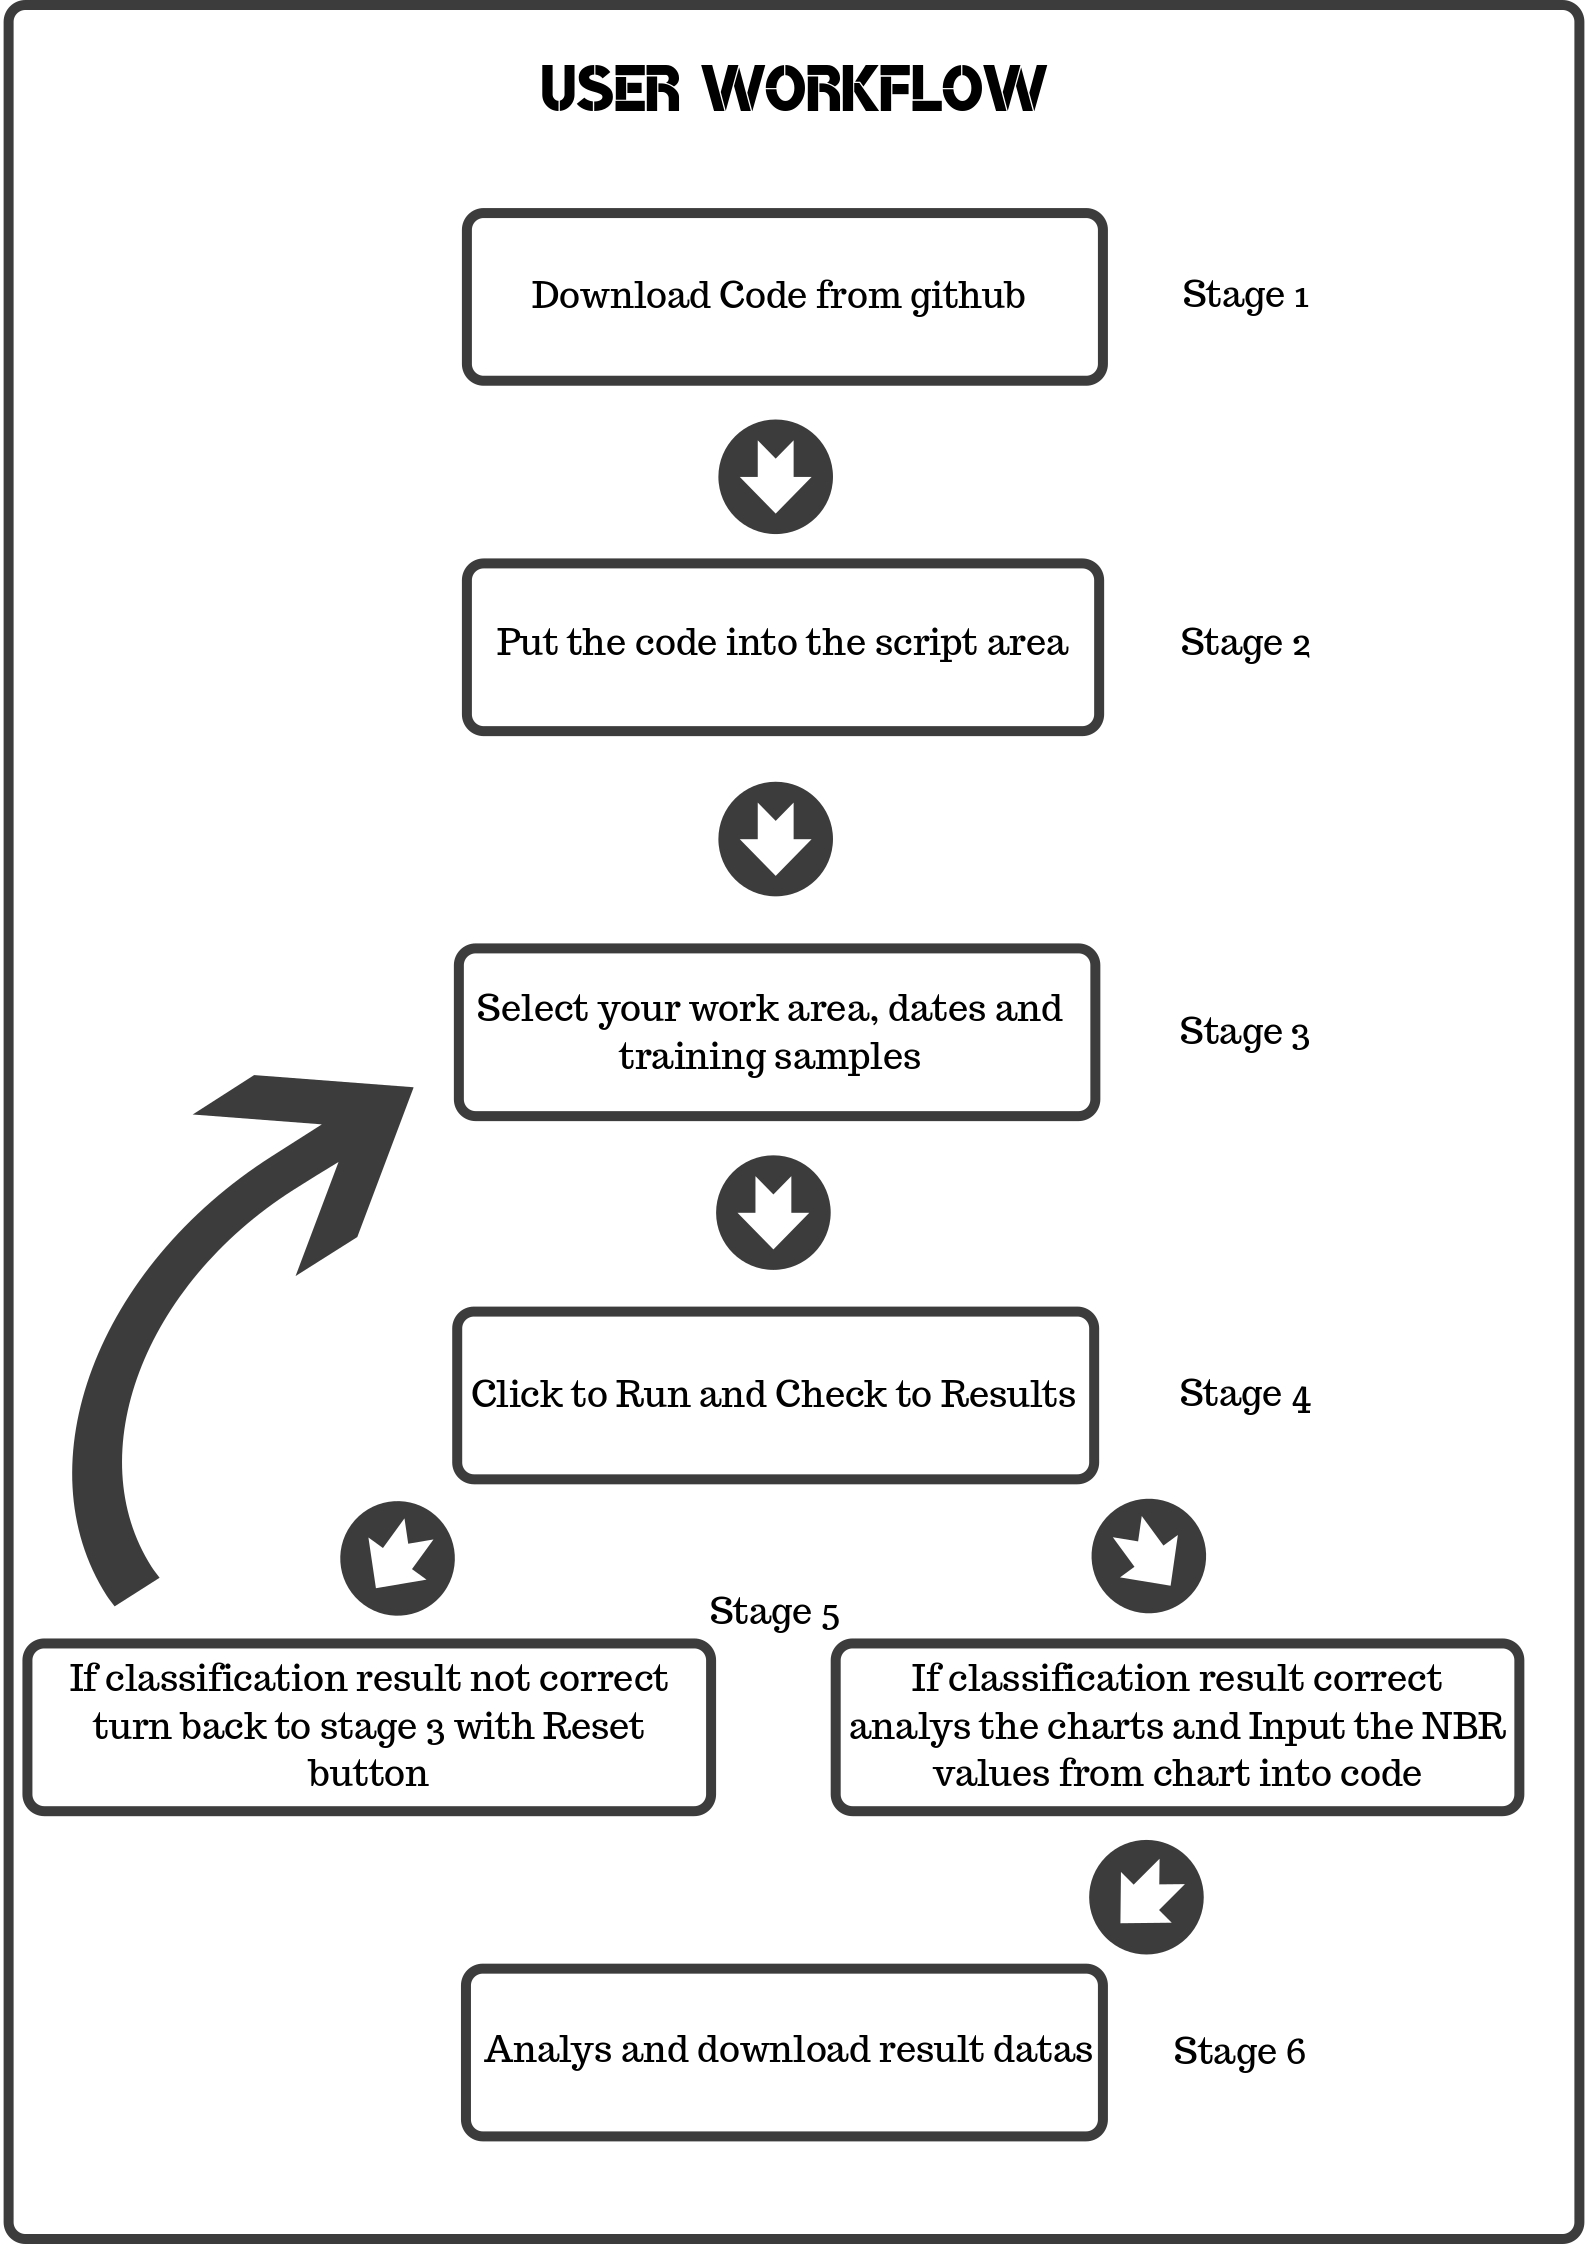 USER WORKFLOW
Download Code from github
Stage 1
Put the code into the script area
Stage 2
Select your work area, dates and
training samples
Stage 3
Click to Run and Check to Results
Stage 4
Stage 5
If classification result not correct
turn back to stage 3 with Reset
button
If classification result correct
analys the charts and Input the NBR
values from chart into code
Analys and download result datas
Stage 6